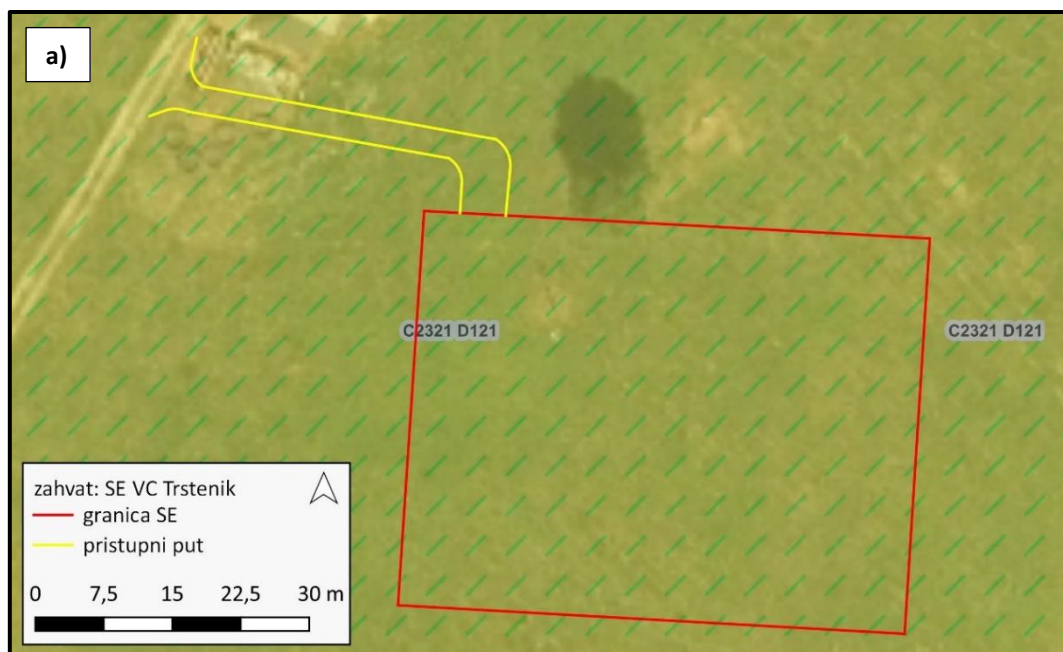 a)
C2321 D121
C2321 D121
zahvat: SE VC Trstenik
granica SE
pristupni put
0 7,5 15 22,5 30 m